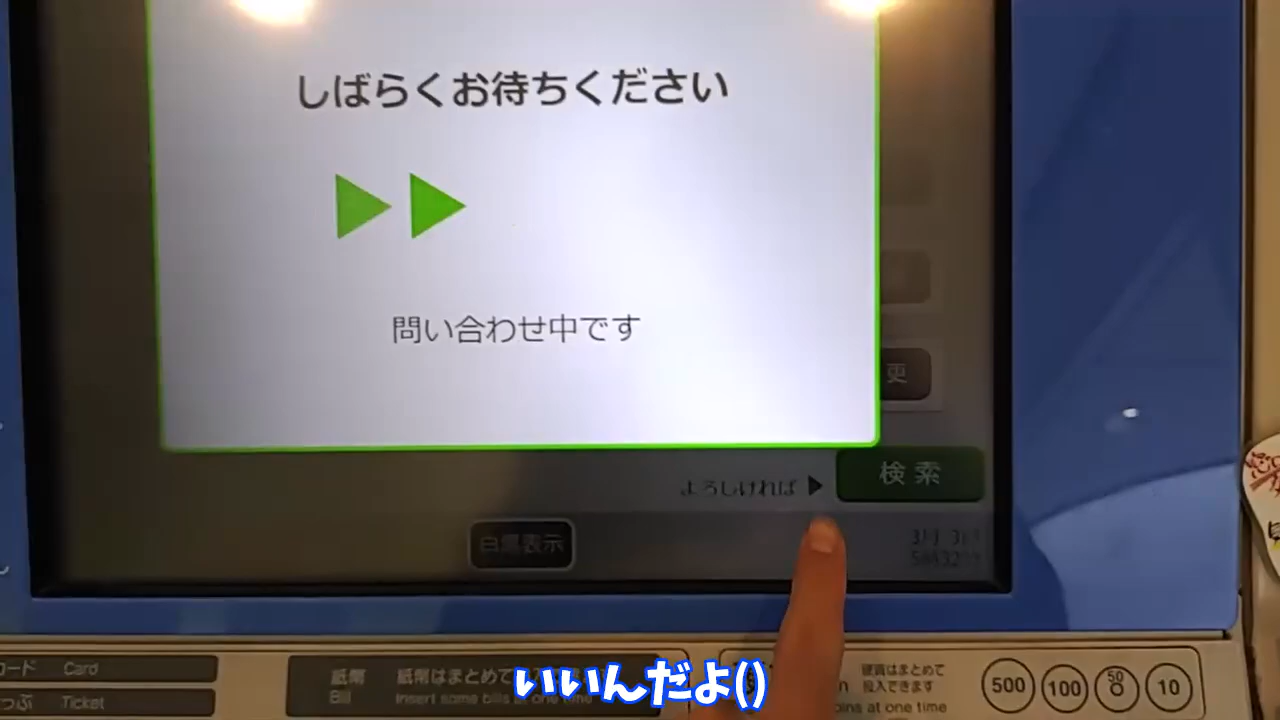 しばらくお待ちください
問い合わせ中です
更
よろしければ ▶
検索
白黒表示
カード Card
紙幣 紙幣はまとめて
Bill Insert some bills at one time
硬貨はまとめて
投入できます
ins at one time
500 100 50 10
っぷ Ticket
いいんだよ()